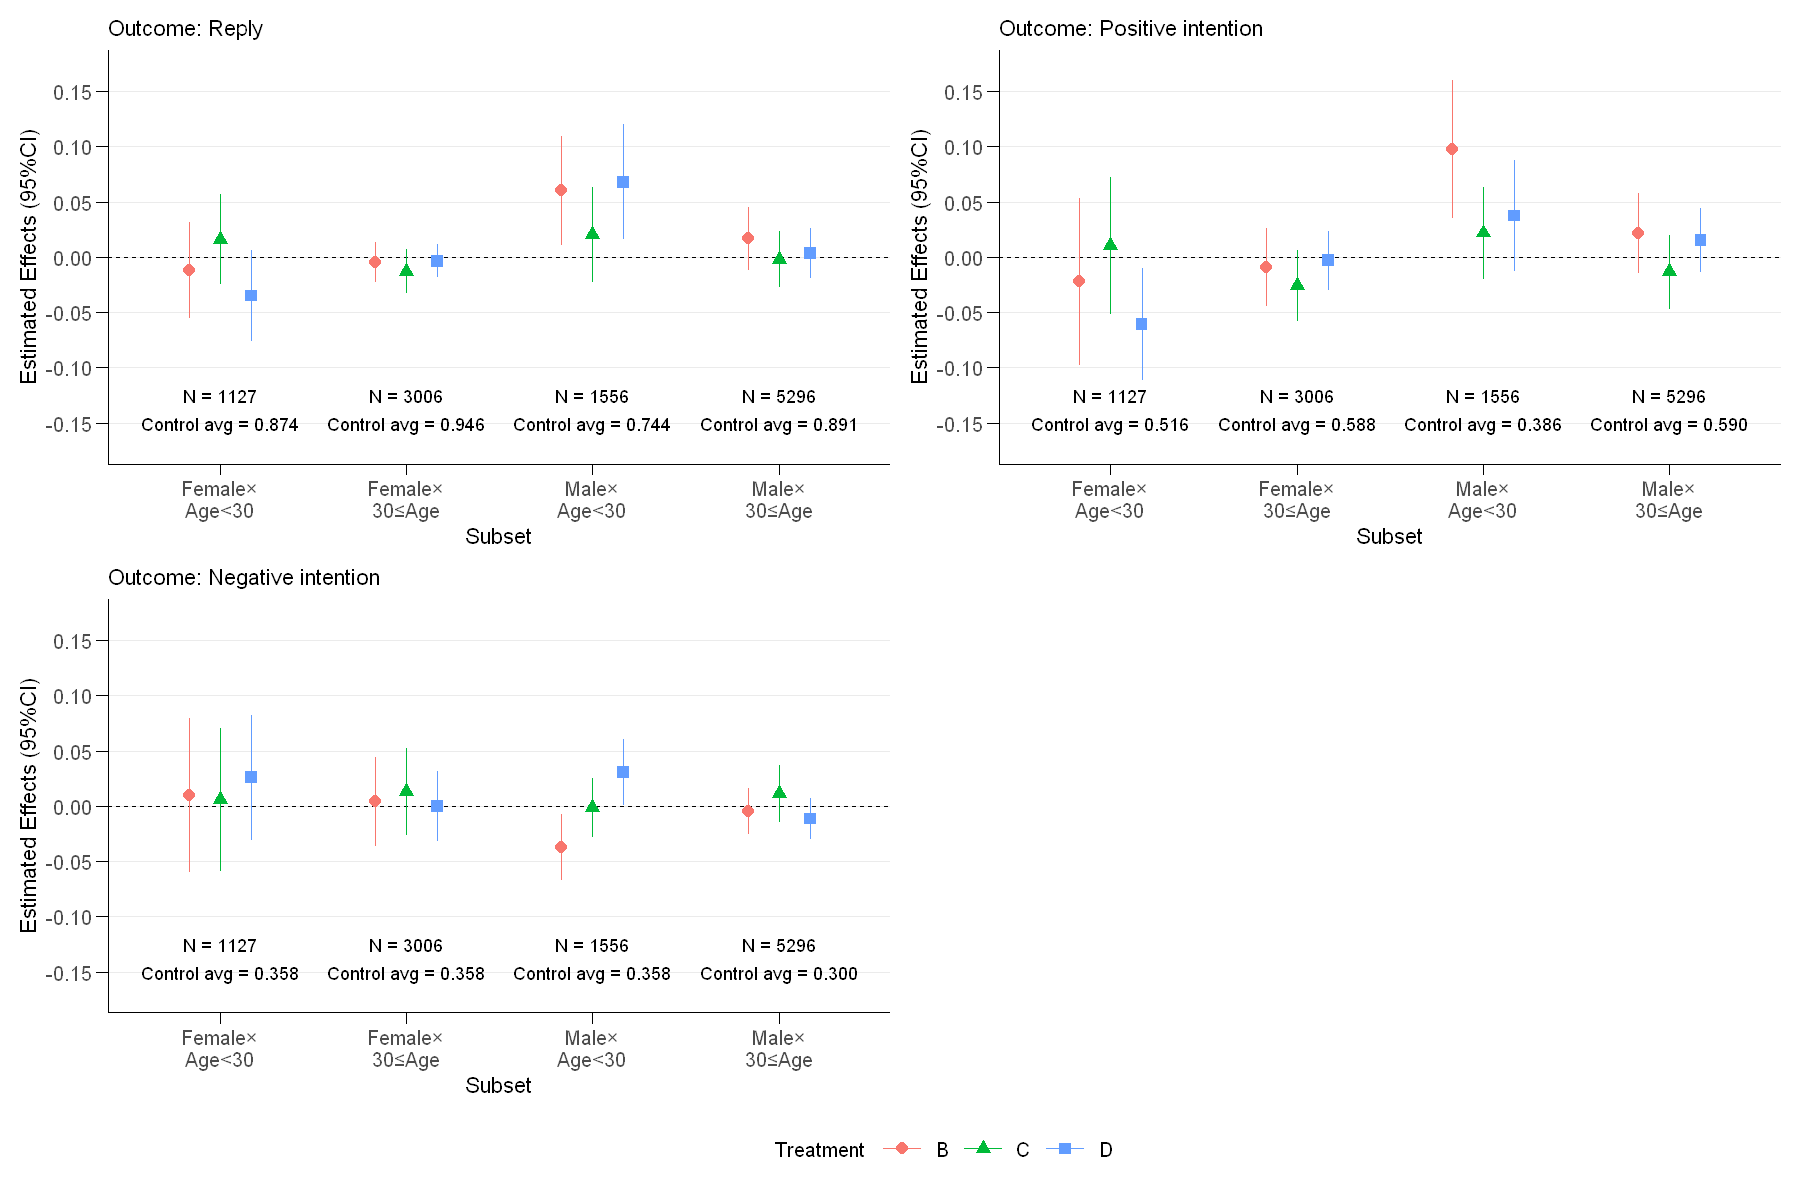 Outcome: Reply
Estimated Effects (95%CI)
0.15
0.10
0.05
0.00
-0.05
-0.10
-0.15
N = 1127
N = 3006
N = 1556
N = 5296
Control avg = 0.874
Control avg = 0.946
Control avg = 0.744
Control avg = 0.891
Female×
Age<30
Female×
30≤Age
Male×
Age<30
Male×
30≤Age
Subset
Outcome: Positive intention
Estimated Effects (95%CI)
0.15
0.10
0.05
0.00
-0.05
-0.10
-0.15
N = 1127
N = 3006
N = 1556
N = 5296
Control avg = 0.516
Control avg = 0.588
Control avg = 0.386
Control avg = 0.590
Female×
Age<30
Female×
30≤Age
Male×
Age<30
Male×
30≤Age
Subset
Outcome: Negative intention
Estimated Effects (95%CI)
0.15
0.10
0.05
0.00
-0.05
-0.10
-0.15
N = 1127
N = 3006
N = 1556
N = 5296
Control avg = 0.358
Control avg = 0.358
Control avg = 0.358
Control avg = 0.300
Female×
Age<30
Female×
30≤Age
Male×
Age<30
Male×
30≤Age
Subset
Treatment B C D